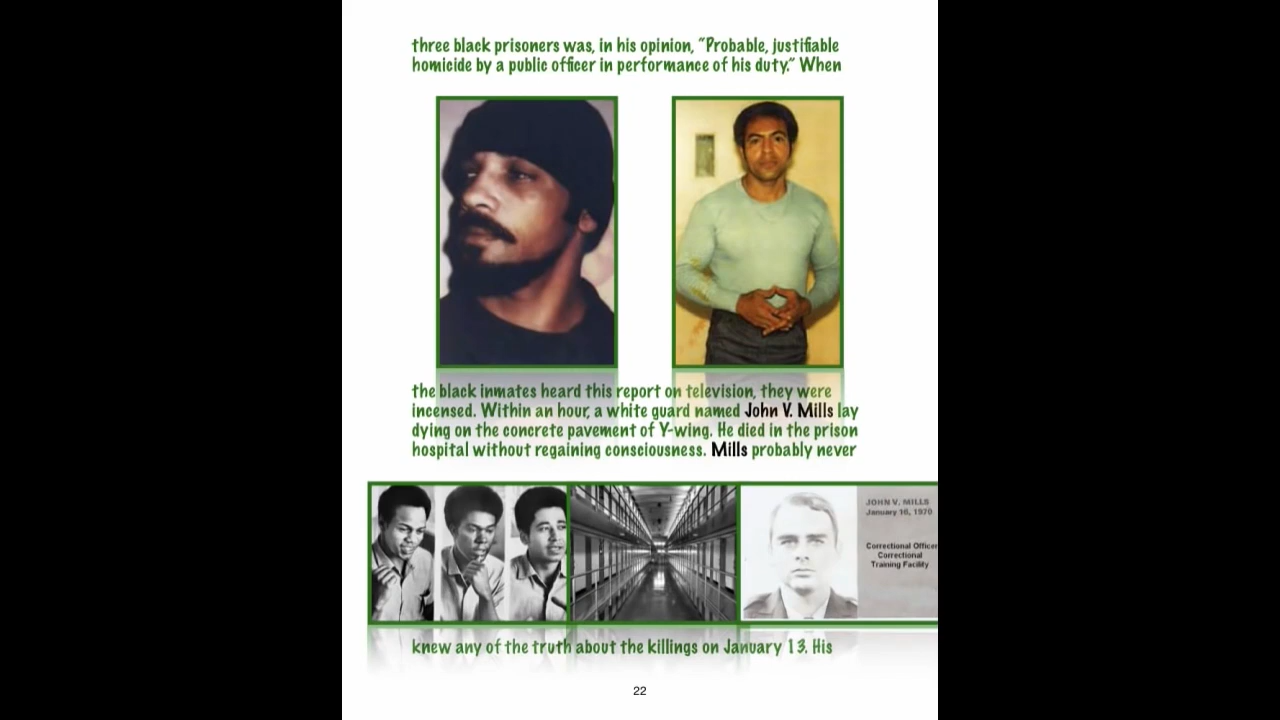 three black prisoners was, in his opinion, “Probable, justifiable
homicide by a public officer in performance of his duty.” When
the black inmates heard this report on television, they were
incensed. Within an hour, a white guard named John V. Mills lay
dying on the concrete pavement of Y-wing. He died in the prison
hospital without regaining consciousness. Mills probably never
JOHN V. MILLS
January 16, 1970
Correctional Officer
Correctional
Training Facility
knew any of the truth about the killings on January 13. His
22